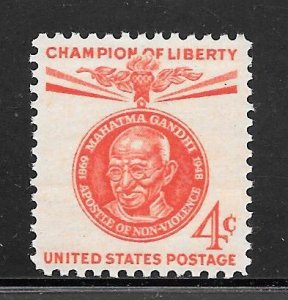 CHAMPION OF LIBERTY
MAHATMA GANDHI
1869
1948
APOSTLE OF NON-VIOLENCE
4¢
UNITED STATES POSTAGE